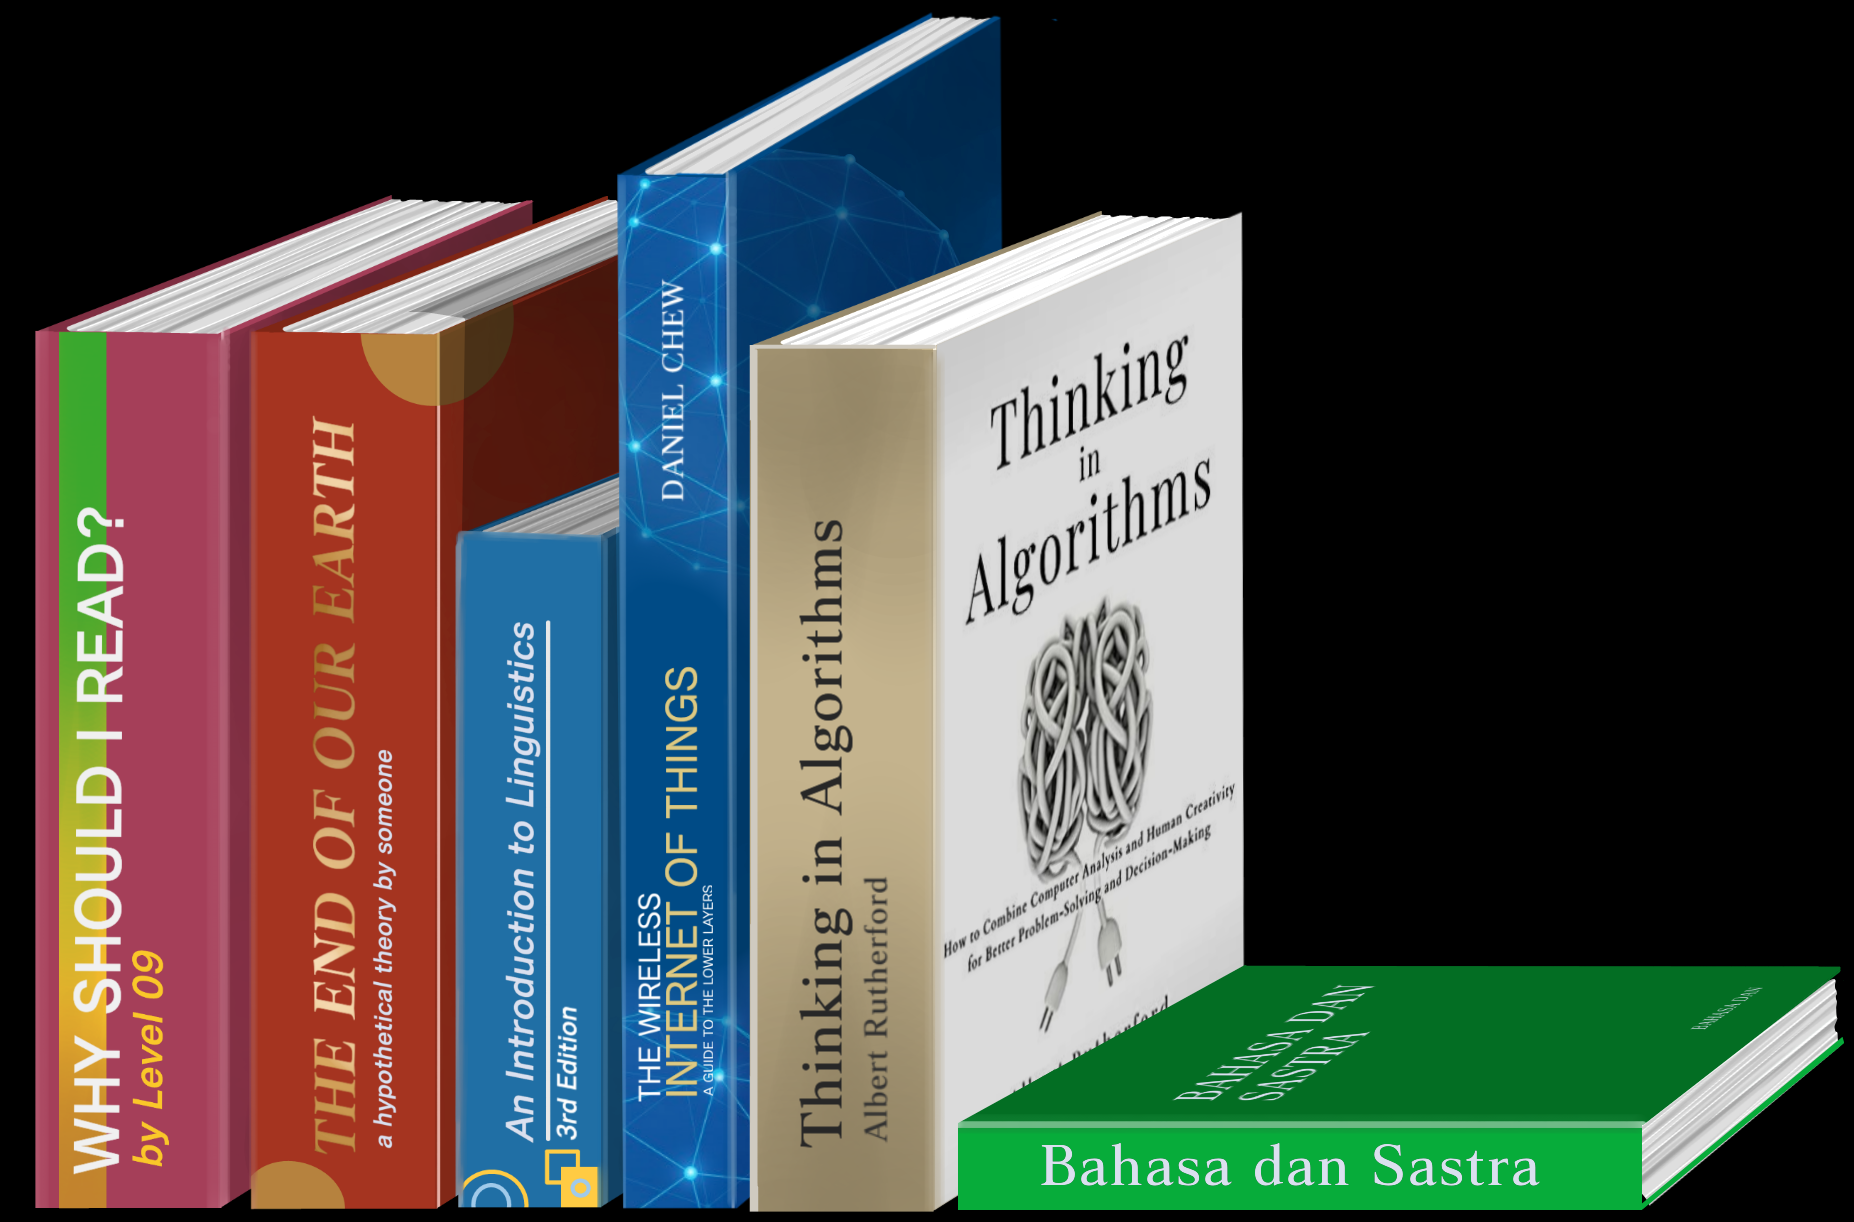 WHY SHOULD I READ?
by Level 09
THE END OF OUR EARTH
a hypothetical theory by someone
An Introduction to Linguistics
3rd Edition
DANIEL CHEW
THE WIRELESS
INTERNET OF THINGS
A GUIDE TO THE LOWER LAYERS
Thinking in Algorithms
Albert Rutherford
Thinking
in
Algorithms
How to Combine Computer Analysis and Human Creativity
for Better Problem-Solving and Decision-Making
BAHASA DAN
SASTRA
BAHASA DAN
Bahasa dan Sastra